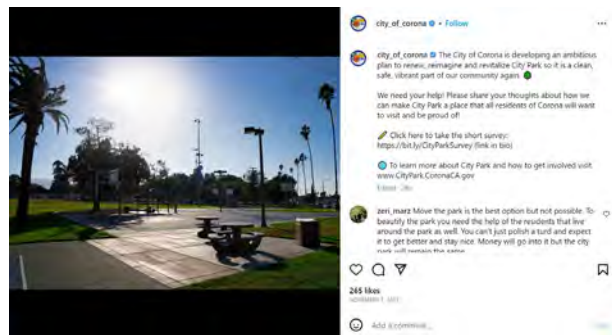 city_of_corona • Follow
city_of_corona The City of Corona is developing an ambitious
plan to renew, reimagine and revitalize City Park so it is a clean,
safe, vibrant part of our community again.
We need your help! Please share your thoughts about how we
can make City Park a place that all residents of Corona will want
to visit and be proud of!
Click here to take the short survey:
https://bit.ly/CityParkSurvey (link in bio)
To learn more about City Park and how to get involved visit
www.CityPark.CoronaCA.gov
zeri_marz Move the park is the best option but not possible. To
beautify the park you need the help of the residents that live
around the park as well. You can't just polish a turd and expect
it to get better and stay nice. Money will go into it but the city
park will remain the same
265 likes
NOVEMBER
Add a comment...